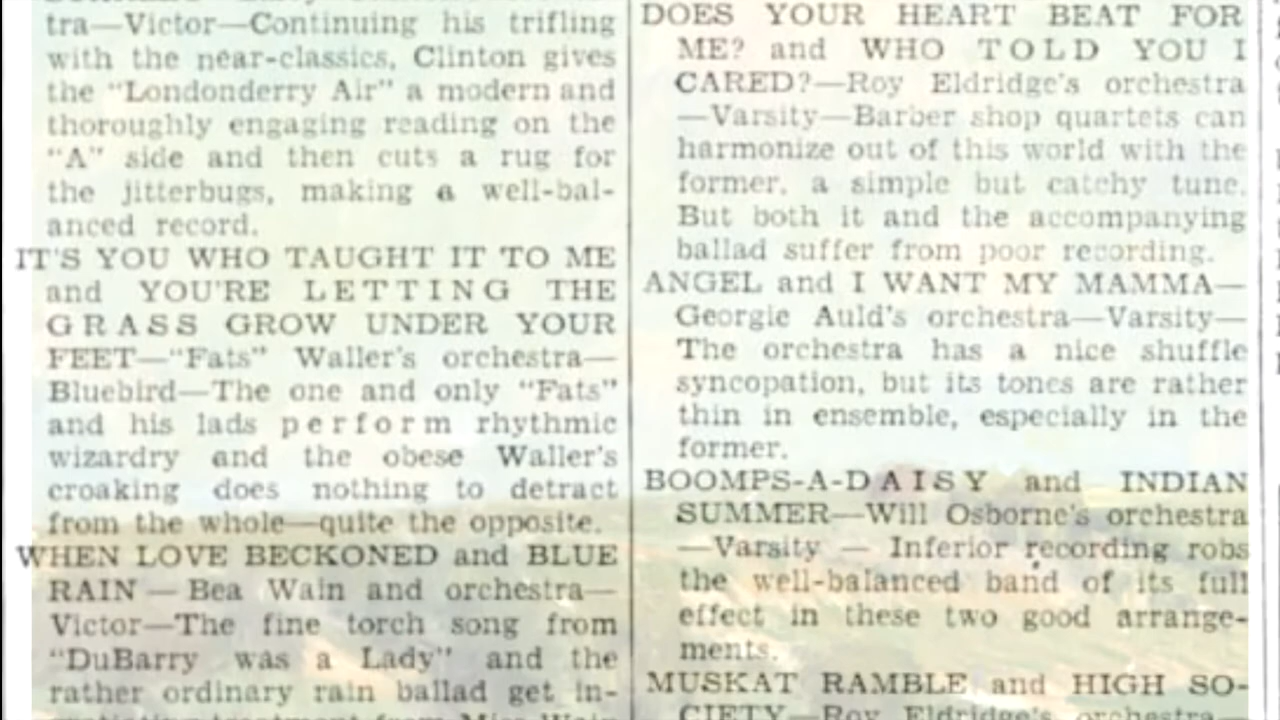 tra—Victor—Continuing his trifling
with the near-classics, Clinton gives
the "Londonderry Air" a modern and
thoroughly engaging reading on the
"A" side and then cuts a rug for
the jitterbugs, making a well-bal-
anced record.
IT'S YOU WHO TAUGHT IT TO ME
and YOU'RE LETTING THE
GRASS GROW UNDER YOUR
FEET—"Fats" Waller's orchestra—
Bluebird—The one and only "Fats"
and his lads perform rhythmic
wizardry and the obese Waller's
croaking does nothing to detract
from the whole—quite the opposite.
WHEN LOVE BECKONED and BLUE
RAIN — Bea Wain and orchestra—
Victor—The fine torch song from
"DuBarry was a Lady" and the
rather ordinary rain ballad get in-
treatment from Miss Wain
DOES YOUR HEART BEAT FOR
ME? and WHO TOLD YOU I
CARED?—Roy Eldridge's orchestra
—Varsity—Barber shop quartets can
harmonize out of this world with the
former, a simple but catchy tune.
But both it and the accompanying
ballad suffer from poor recording.
ANGEL and I WANT MY MAMMA—
Georgie Auld's orchestra—Varsity—
The orchestra has a nice shuffle
syncopation, but its tones are rather
thin in ensemble, especially in the
former.
BOOMPS-A-DAISY and INDIAN
SUMMER—Will Osborne's orchestra
—Varsity — Inferior recording robs
the well-balanced band of its full
effect in these two good arrange-
ments.
MUSKAT RAMBLE and HIGH SO-
CIETY—Roy Eldridge's orchestra